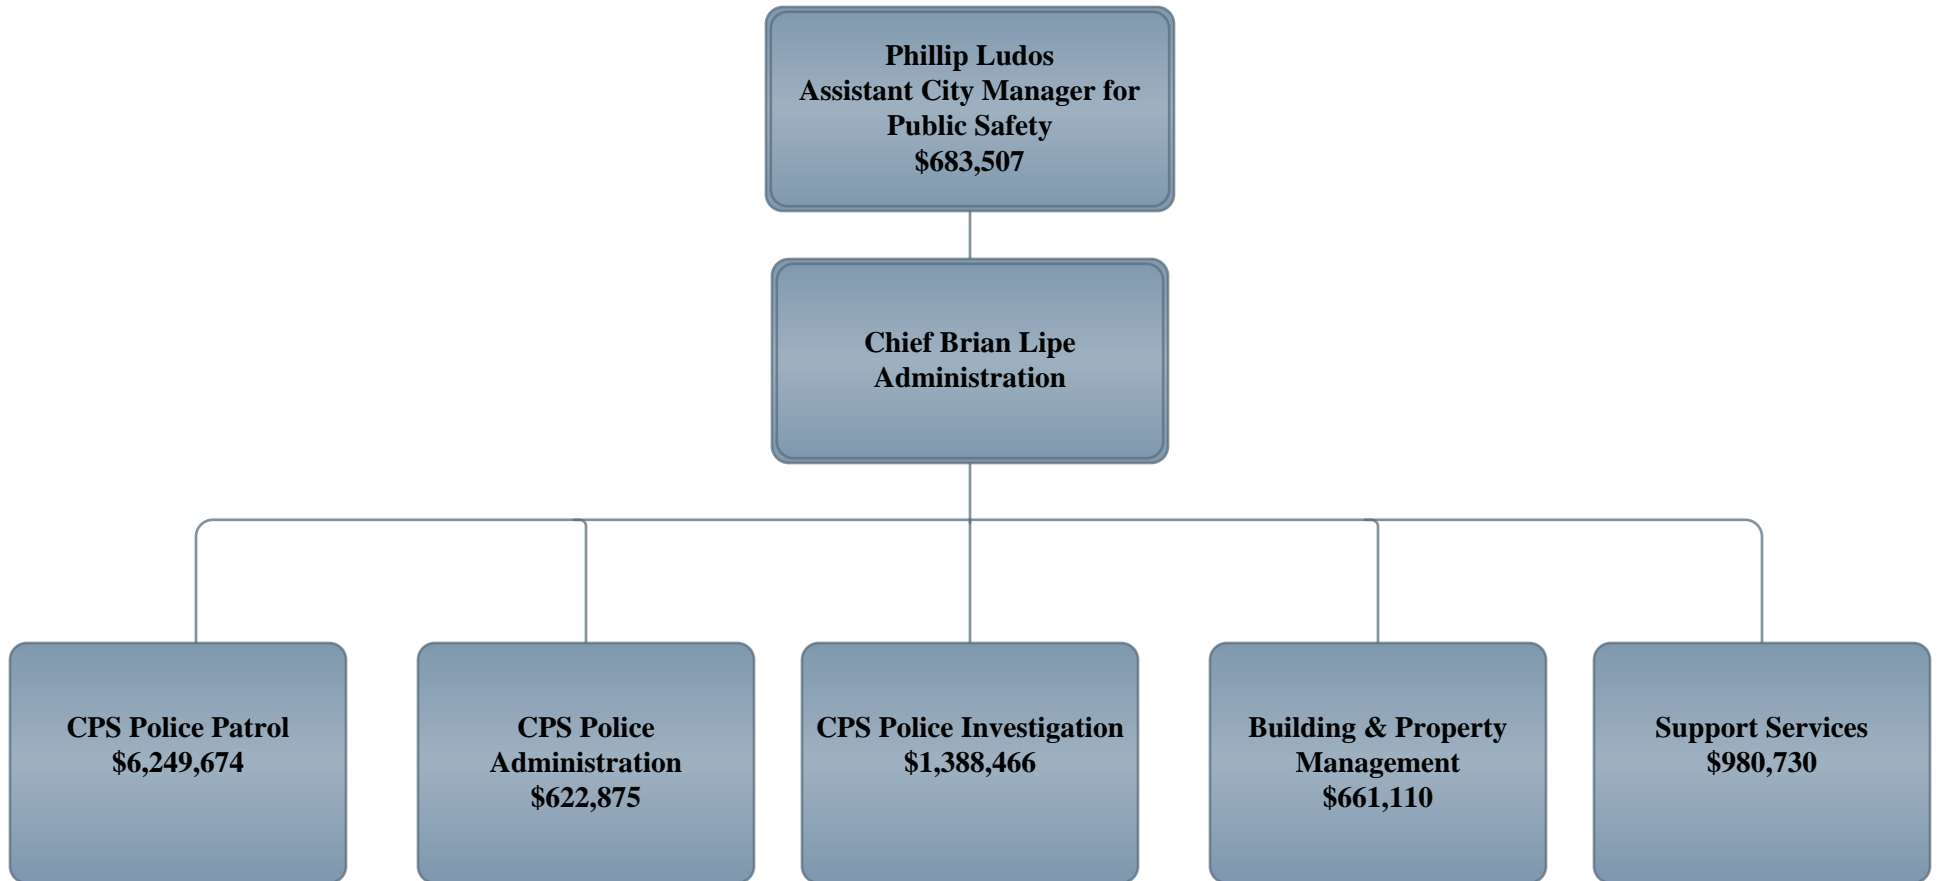 Phillip Ludos
Assistant City Manager for
Public Safety
$683,507
Chief Brian Lipe
Administration
CPS Police Patrol
$6,249,674
CPS Police
Administration
$622,875
CPS Police Investigation
$1,388,466
Building & Property
Management
$661,110
Support Services
$980,730